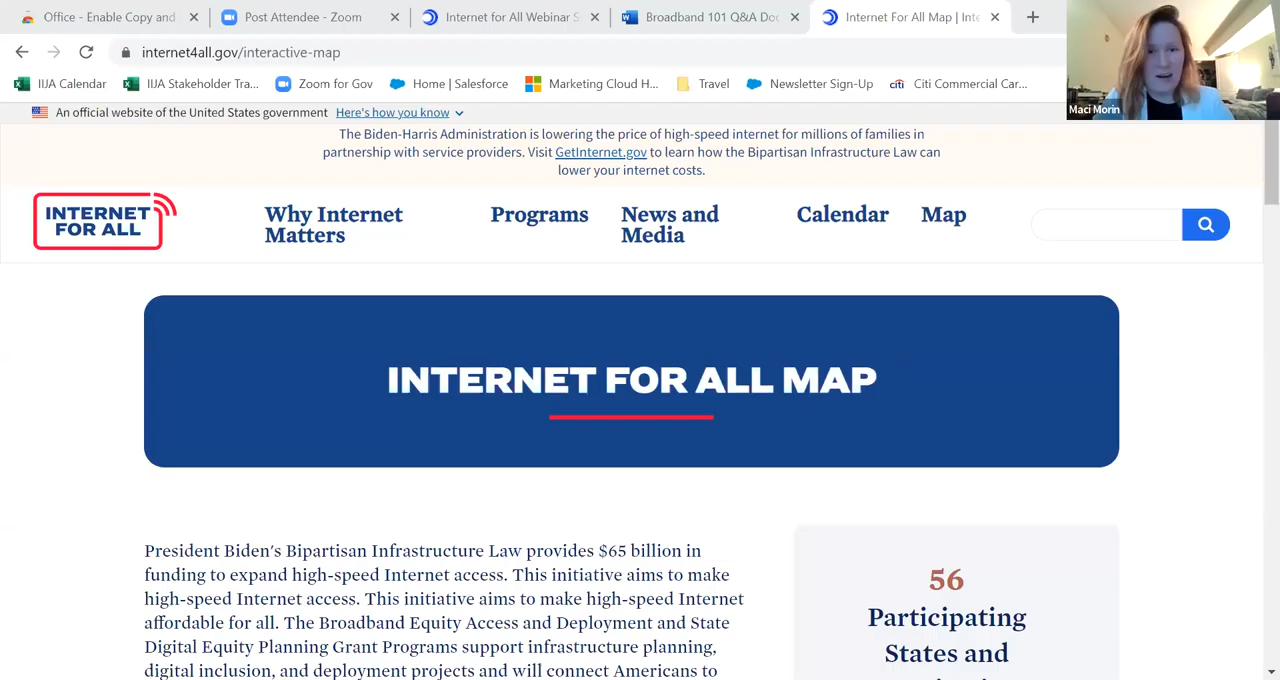 Office - Enable Copy and
Post Attendee - Zoom
Internet for All Webinar S
Broadband 101 Q&A Doc
Internet For All Map | Inte
internet4all.gov/interactive-map
IIJA Calendar
IIJA Stakeholder Tra...
Zoom for Gov
Home | Salesforce
Marketing Cloud H...
Travel
Newsletter Sign-Up
citi
Citi Commercial Car...
Maci Morin
An official website of the United States government Here's how you know
The Biden-Harris Administration is lowering the price of high-speed internet for millions of families in
partnership with service providers. Visit GetInternet.gov to learn how the Bipartisan Infrastructure Law can
lower your internet costs.
INTERNET
FOR ALL
Why Internet
Matters
Programs
News and
Media
Calendar
Map
INTERNET FOR ALL MAP
President Biden's Bipartisan Infrastructure Law provides $65 billion in
funding to expand high-speed Internet access. This initiative aims to make
high-speed Internet access. This initiative aims to make high-speed Internet
affordable for all. The Broadband Equity Access and Deployment and State
Digital Equity Planning Grant Programs support infrastructure planning,
digital inclusion, and deployment projects and will connect Americans to
56
Participating
States and